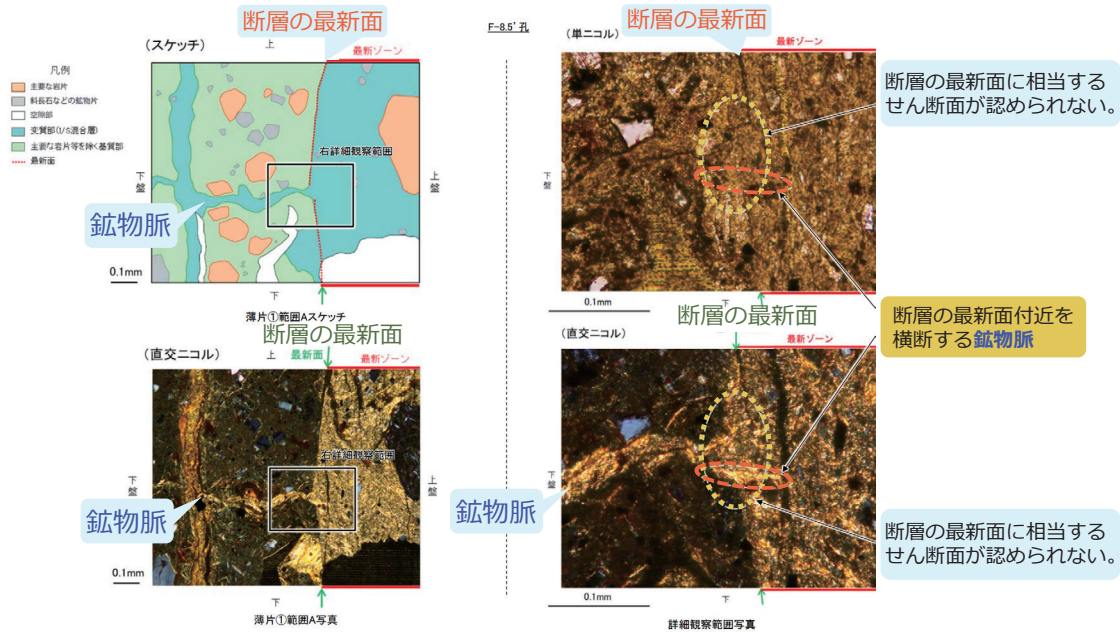 断層の最新面
F-8.5’孔
(スケッチ)
上
最新ゾーン
凡例
主要な岩片
斜長石などの鉱物片
空隙部
変質部(I/S混合層)
主要な岩片等を除く基質部
最新面
下盤
右詳細観察範囲
上盤
鉱物脈
0.1mm
下
薄片①範囲Aスケッチ
断層の最新面
(直交ニコル)
上
最新面
最新ゾーン
下盤
右詳細観察範囲
上盤
鉱物脈
0.1mm
下
薄片①範囲A写真
断層の最新面
(単ニコル)
上
最新ゾーン
下盤
0.1mm
下
断層の最新面に相当する
せん断面が認められない。
断層の最新面付近を
横断する鉱物脈
断層の最新面
(直交ニコル)
上
最新ゾーン
下盤
鉱物脈
0.1mm
下
詳細観察範囲写真
断層の最新面に相当する
せん断面が認められない。